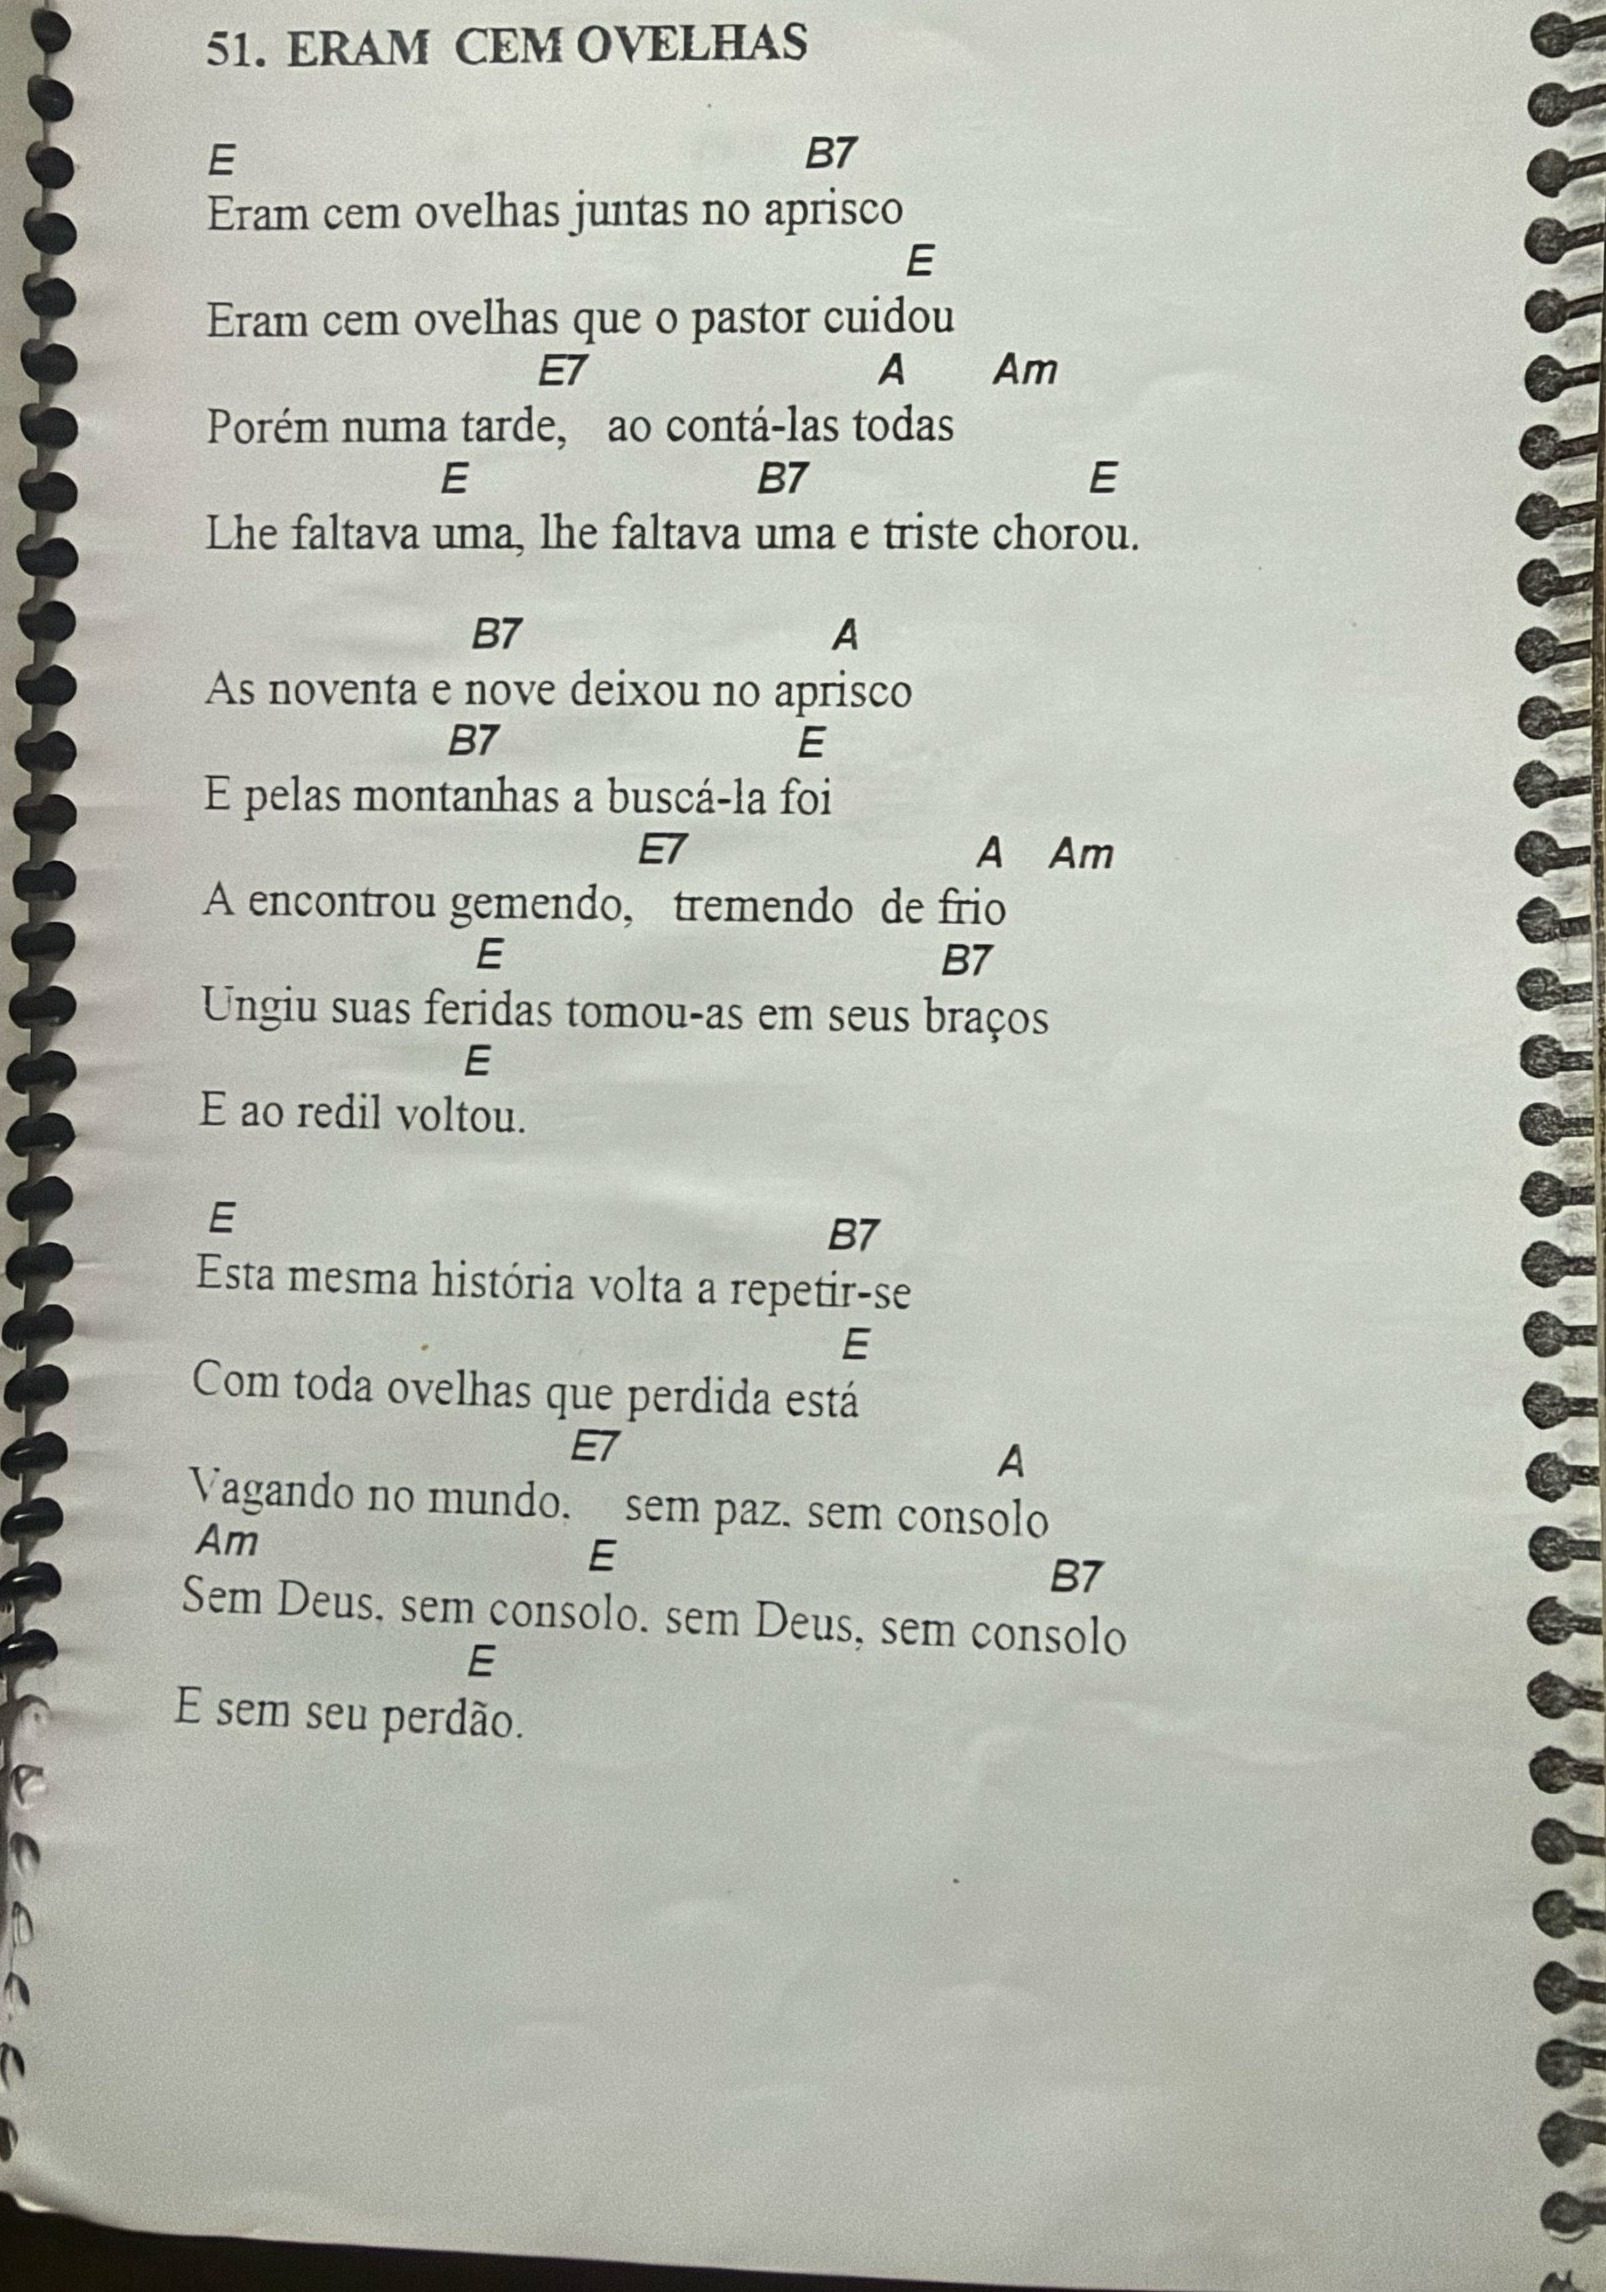 51. ERAM CEM OVELHAS
E B7
Eram cem ovelhas juntas no aprisco
E
Eram cem ovelhas que o pastor cuidou
E7 A Am
Porém numa tarde, ao contá-las todas
E B7 E
Lhe faltava uma, lhe faltava uma e triste chorou.
B7 A
As noventa e nove deixou no aprisco
B7 E
E pelas montanhas a buscá-la foi
E7 A Am
A encontrou gemendo, tremendo de frio
E B7
Ungiu suas feridas tomou-as em seus braços
E
E ao redil voltou.
E B7
Esta mesma história volta a repetir-se
E
Com toda ovelhas que perdida está
E7 A
Vagando no mundo, sem paz, sem consolo
Am E B7
Sem Deus, sem consolo, sem Deus, sem consolo
E
E sem seu perdão.